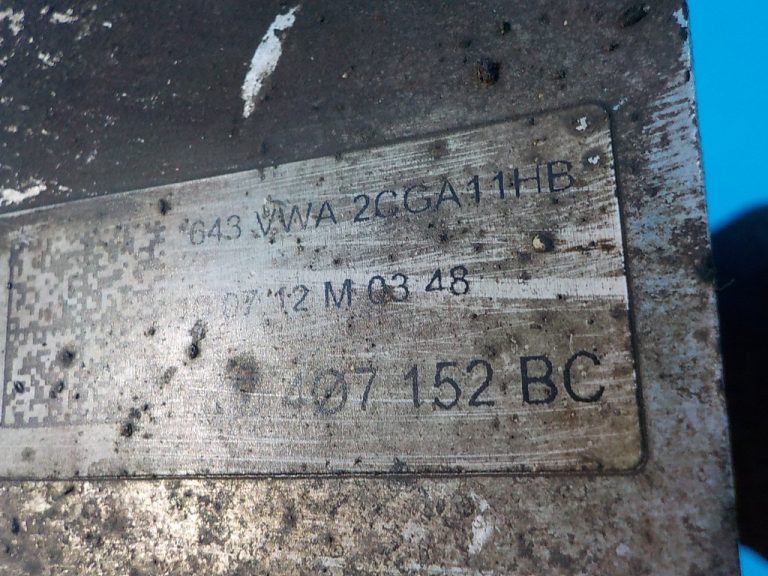 643 VWA 2CGA11HB
07 12 M 03 48
4Ø7 152 BC